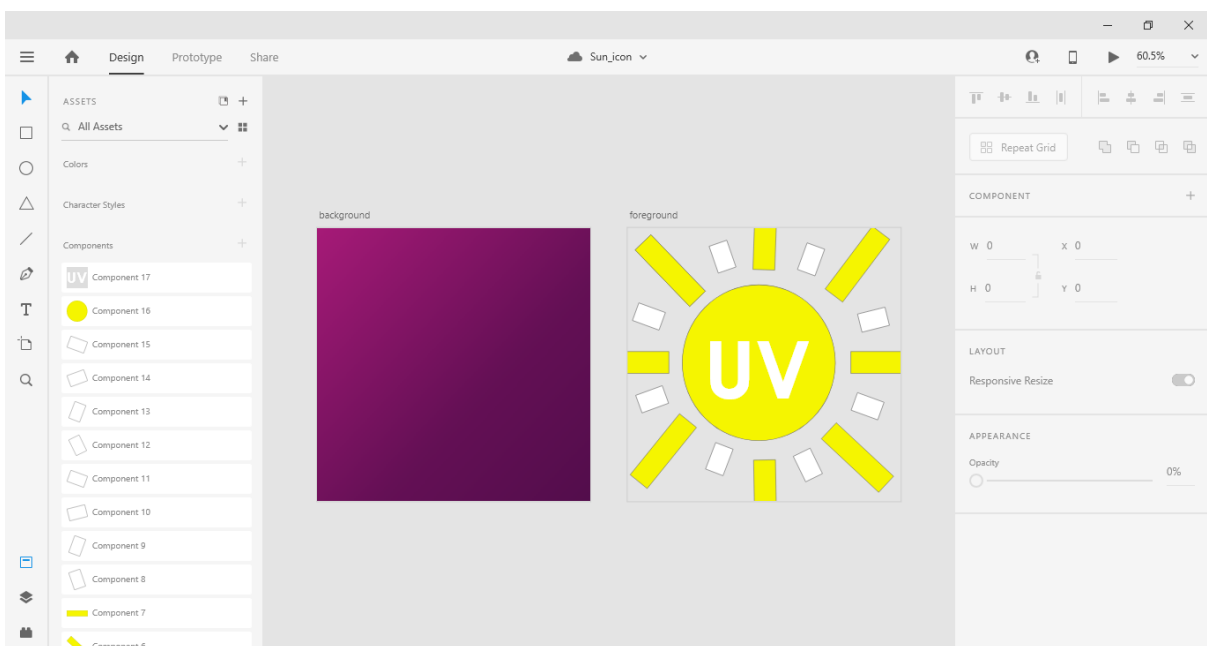 Design Prototype Share Sun_icon 60.5%
ASSETS
All Assets
Colors
Character Styles
Components
UV Component 17
Component 16
Component 15
Component 14
Component 13
Component 12
Component 11
Component 10
Component 9
Component 8
Component 7
Component 6
background
foreground
UV
Repeat Grid
COMPONENT
W 0 X 0
H 0 Y 0
LAYOUT
Responsive Resize
APPEARANCE
Opacity
0%